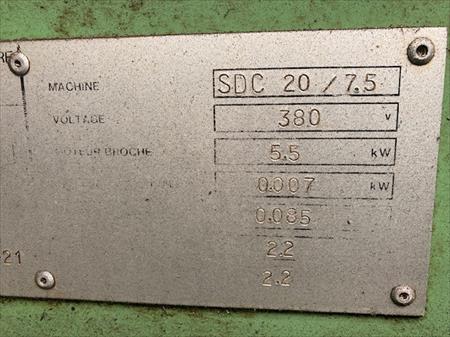 MACHINE SDC 20/7.5
VOLTAGE 380 V
MOTEUR BROCHE 5.5 kW
0.007 kW
0.085
2.2
21
2.2